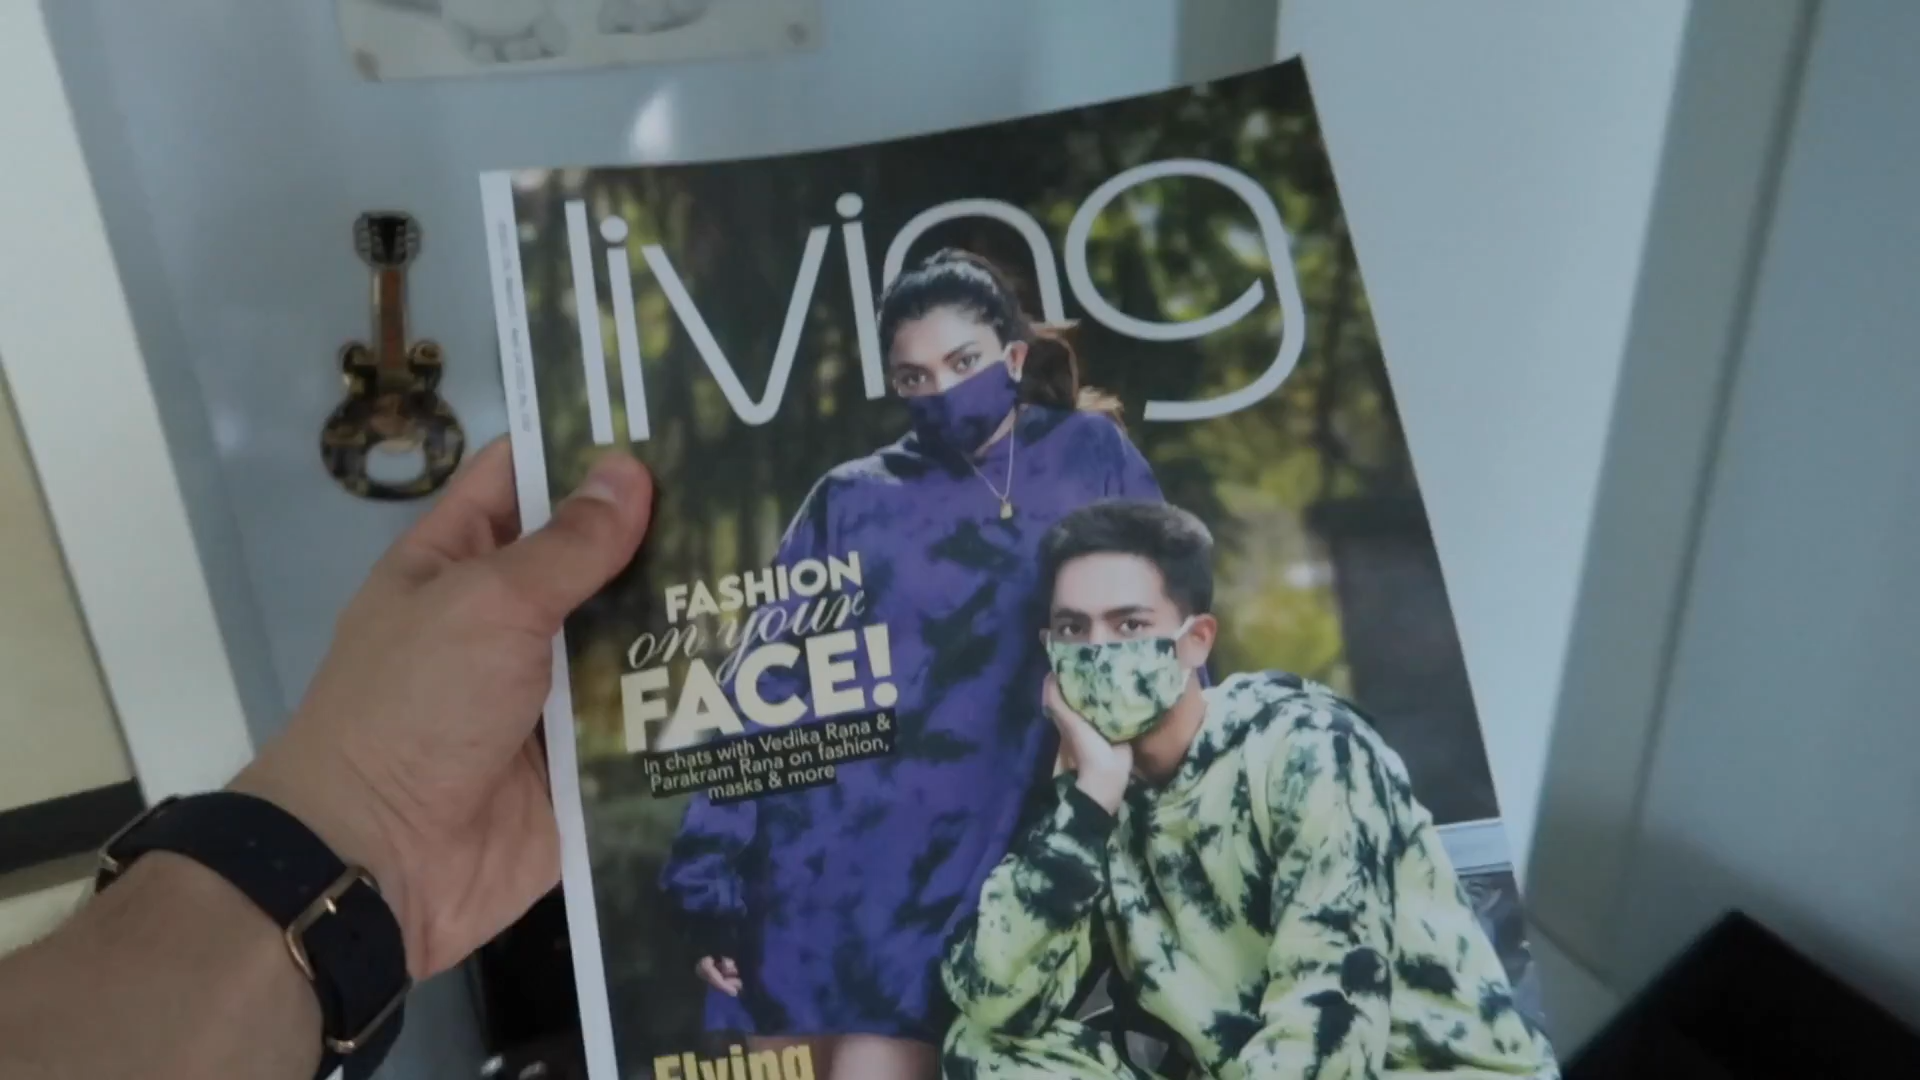 living
FASHION
on your
FACE!
In chats with Vedika Rana &
Parakram Rana on fashion,
masks & more
Flying